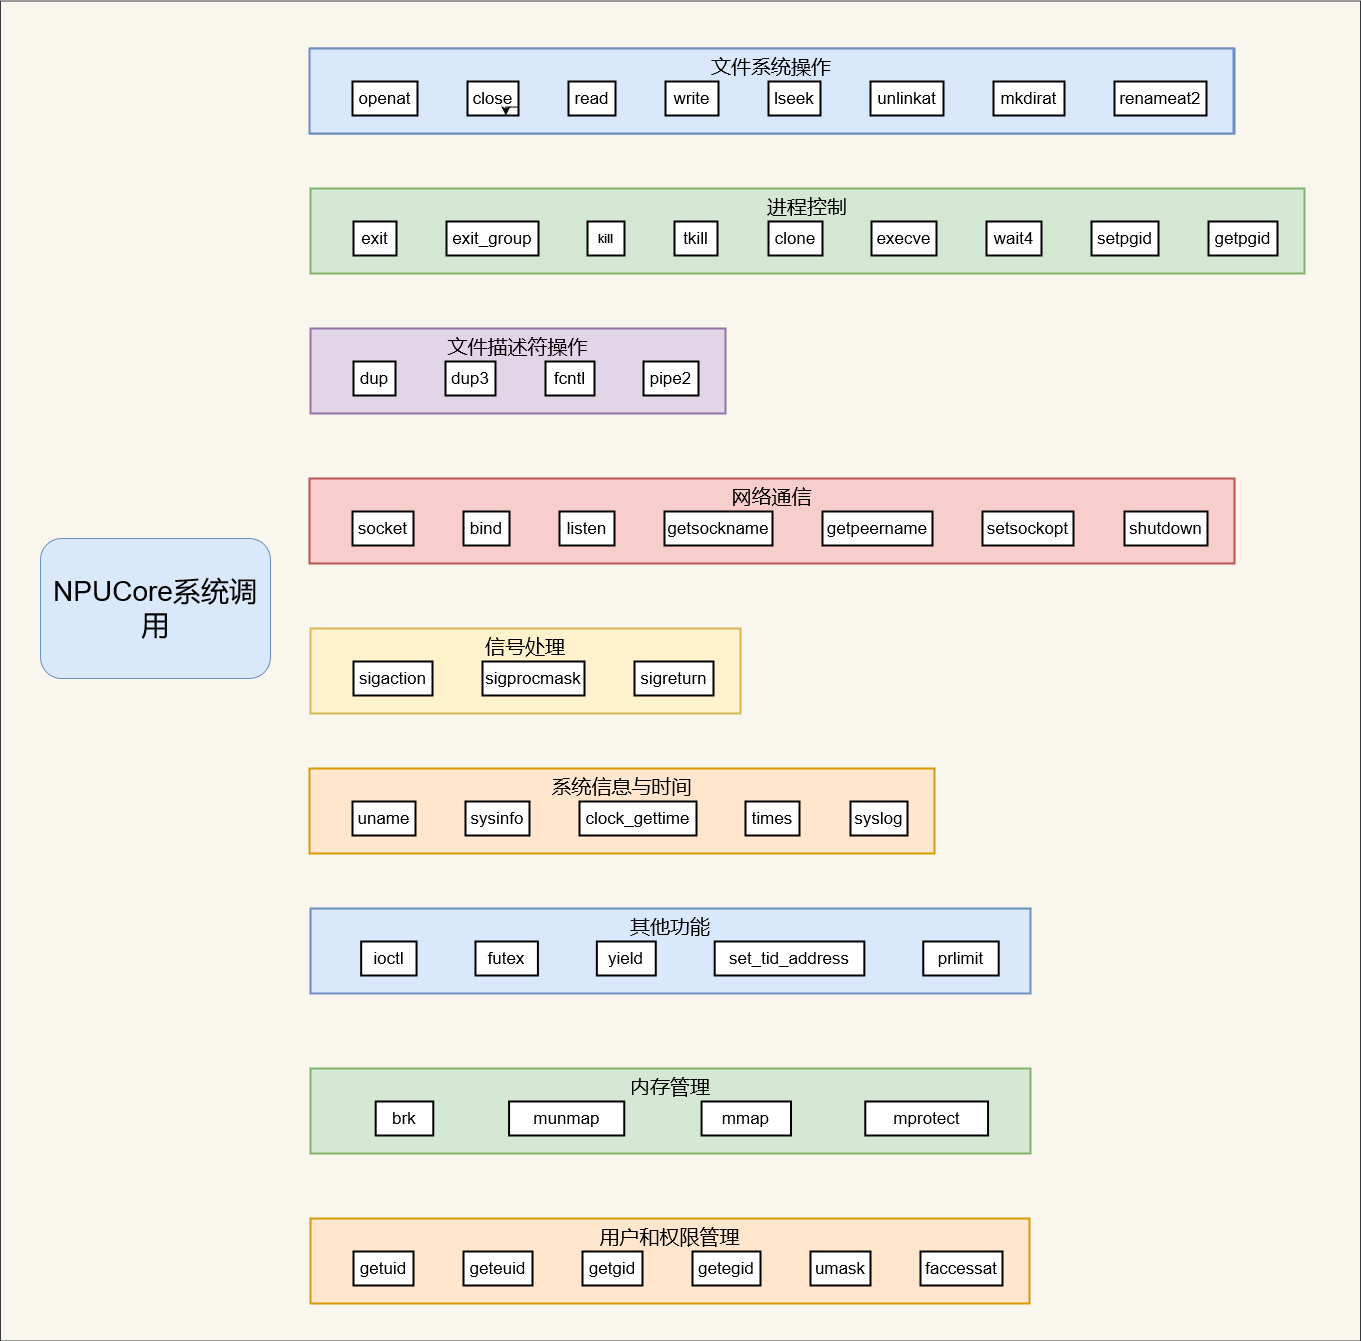 文件系统操作
openat close read write lseek unlinkat mkdirat renameat2
进程控制
exit exit_group kill tkill clone execve wait4 setpgid getpgid
文件描述符操作
dup dup3 fcntl pipe2
网络通信
socket bind listen getsockname getpeername setsockopt shutdown
NPUCore系统调
用
信号处理
sigaction sigprocmask sigreturn
系统信息与时间
uname sysinfo clock_gettime times syslog
其他功能
ioctl futex yield set_tid_address prlimit
内存管理
brk munmap mmap mprotect
用户和权限管理
getuid geteuid getgid getegid umask faccessat